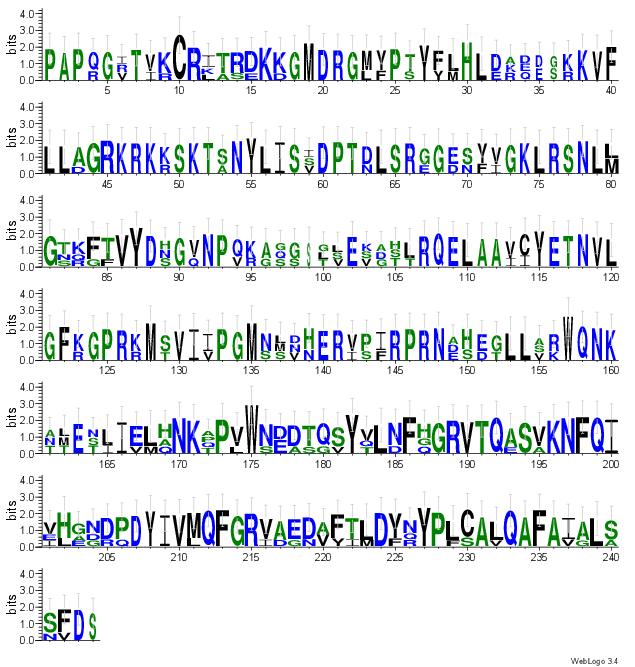 4.0
3.0
2.0
1.0
0.0
bits
PAPQGITVKCRITRDKKGMDRGMYPTYFLHLDADDGKKVF
5 10 15 20 25 30 35 40
4.0
3.0
2.0
1.0
0.0
bits
LLAGRKRKKSKTSNYLISVDPTDLSRGGESYVGKLRSNLL
45 50 55 60 65 70 75 80
4.0
3.0
2.0
1.0
0.0
bits
GTKFTVYDNGVNPQKAGGSGLEKAHLRQELAAVCYETNVL
85 90 95 100 105 110 115 120
4.0
3.0
2.0
1.0
0.0
bits
GFKGPRKMSVIIPGMNMDHERVPIRPRNEHEGLLARWQNK
125 130 135 140 145 150 155 160
4.0
3.0
2.0
1.0
0.0
bits
ALENLIELHNKAPVWNDDTQSYVLNFHGRVTQASVKNFQI
165 170 175 180 185 190 195 200
4.0
3.0
2.0
1.0
0.0
bits
VHGNDPDYIVMQFGRVAEDAFTLDYNYPLCALQAFAIALS
205 210 215 220 225 230 235 240
4.0
3.0
2.0
1.0
0.0
bits
SFDS
WebLogo 3.4